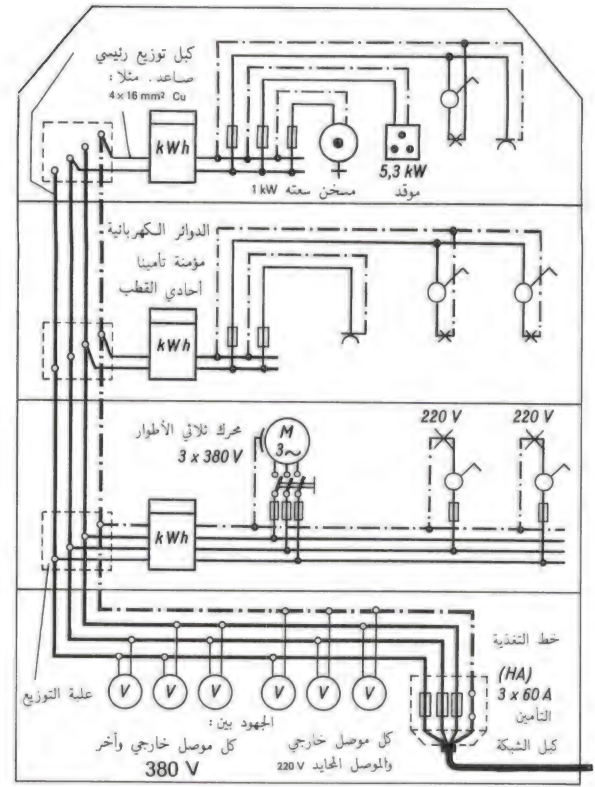 كبل توزيع رئيسي
صاعد. مثلا :
4 x 16 mm² Cu
kWh
5,3 kW
مسخن سعته 1 kW
موقد
الدوائر الكهربائية
مؤمنة تأمينا
أحادي القطب
kWh
محرك ثلاثي الأطوار
3 x 380 V
M
3~
220 V
220 V
kWh
خط التغذية
(HA)
3 x 60 A
التأمين
كبل الشبكة
علبة التوزيع
V
V
V
V
V
V
الجهود بين :
كل موصل خارجي وآخر
380 V
كل موصل خارجي
والموصل المحايد 220 V